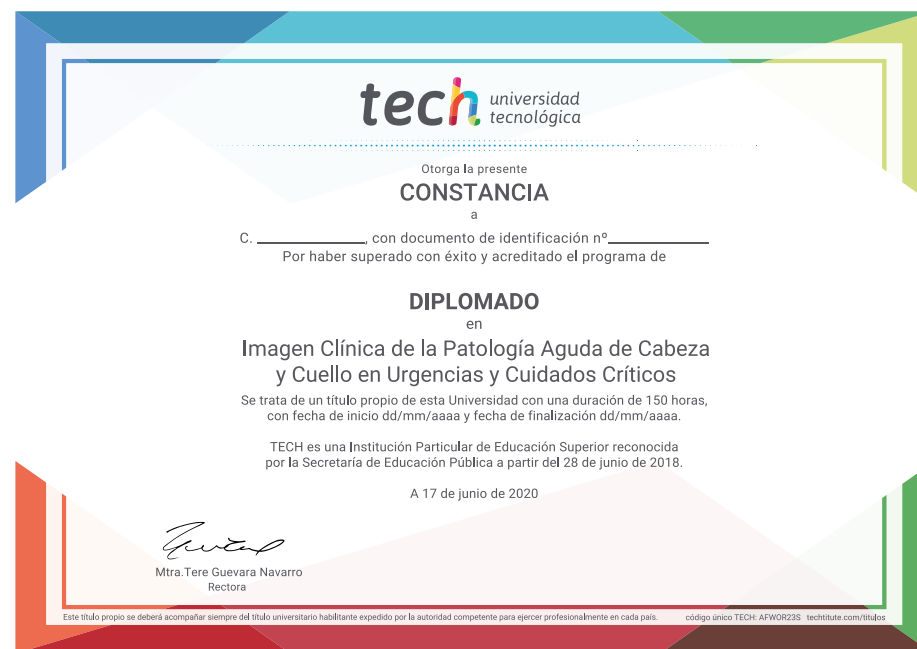 tech universidad
tecnológica
Otorga la presente
CONSTANCIA
a
C. ____________, con documento de identificación nº____________
Por haber superado con éxito y acreditado el programa de
DIPLOMADO
en
Imagen Clínica de la Patología Aguda de Cabeza
y Cuello en Urgencias y Cuidados Críticos
Se trata de un título propio de esta Universidad con una duración de 150 horas,
con fecha de inicio dd/mm/aaaa y fecha de finalización dd/mm/aaaa.
TECH es una Institución Particular de Educación Superior reconocida
por la Secretaría de Educación Pública a partir del 28 de junio de 2018.
A 17 de junio de 2020
Mtra.Tere Guevara Navarro
Rectora
Este título propio se deberá acompañar siempre del título universitario habilitante expedido por la autoridad competente para ejercer profesionalmente en cada país. código único TECH: AFWOR23S techtitute.com/titulos